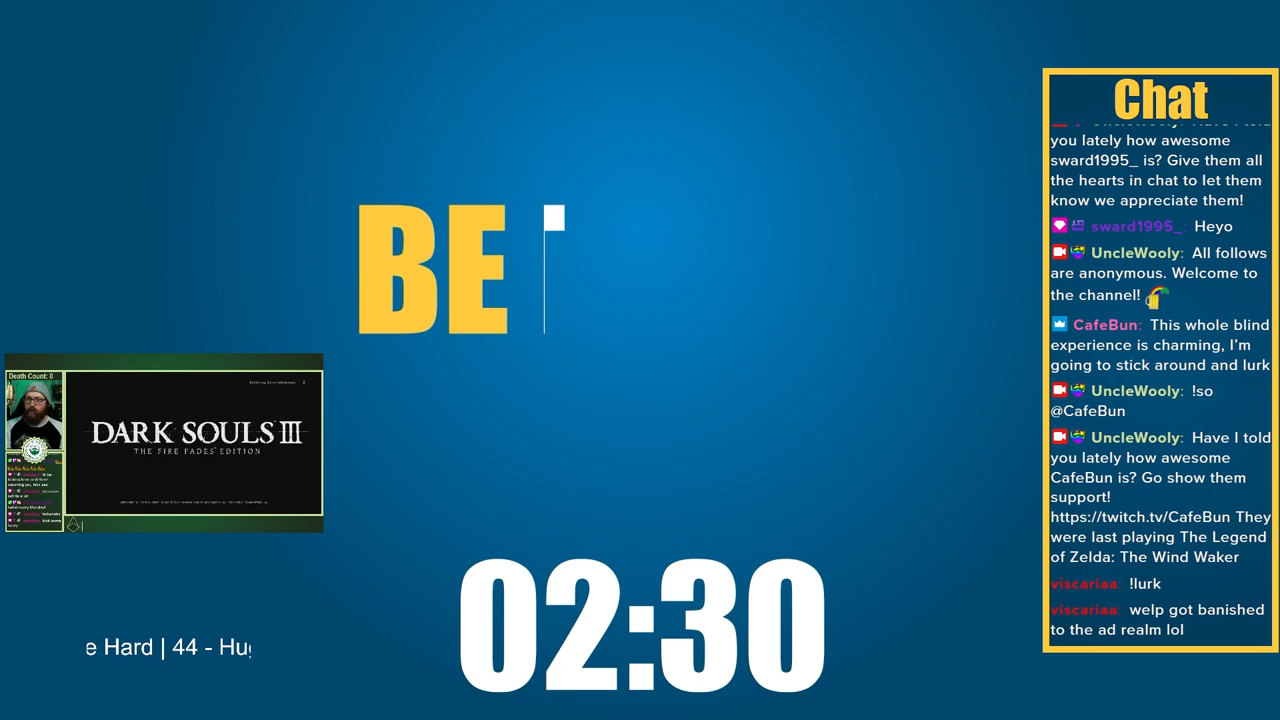 BE
02:30
Death Count: 0
DARK SOULS III
THE FIRE FADES EDITION
e Hard | 44 - Hu
Chat
you lately how awesome
sward1995_ is? Give them all
the hearts in chat to let them
know we appreciate them!
sward1995_: Heyo
UncleWooly: All follows
are anonymous. Welcome to
the channel!
CafeBun: This whole blind
experience is charming, I'm
going to stick around and lurk
UncleWooly: !so
@CafeBun
UncleWooly: Have I told
you lately how awesome
CafeBun is? Go show them
support!
https://twitch.tv/CafeBun They
were last playing The Legend
of Zelda: The Wind Waker
viscariaa: !lurk
viscariaa: welp got banished
to the ad realm lol